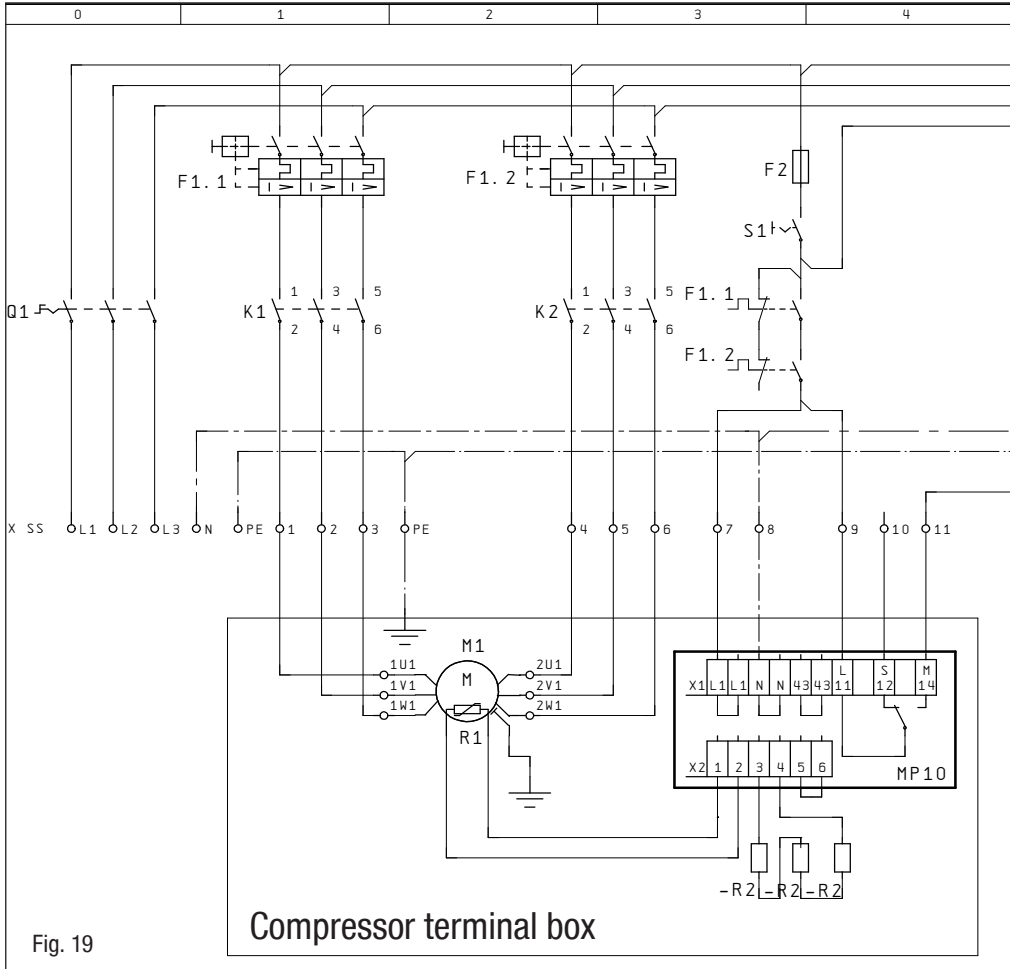 0 1 2 3 4
F1.1 F1.2 F2
I > I > I > I > I > I >
S1
Q1 K1 1 3 5 K2 1 3 5 F1.1
2 4 6 2 4 6
F1.2
X SS L1 L2 L3 N PE 1 2 3 PE 4 5 6 7 8 9 10 11
M1
1U1 M 2U1
1V1 2V1
1W1 2W1
R1
L S M
X1 L1 L1 N N 43 43 11 12 14
X2 1 2 3 4 5 6
MP10
-R2 -R2 -R2
Compressor terminal box
Fig. 19